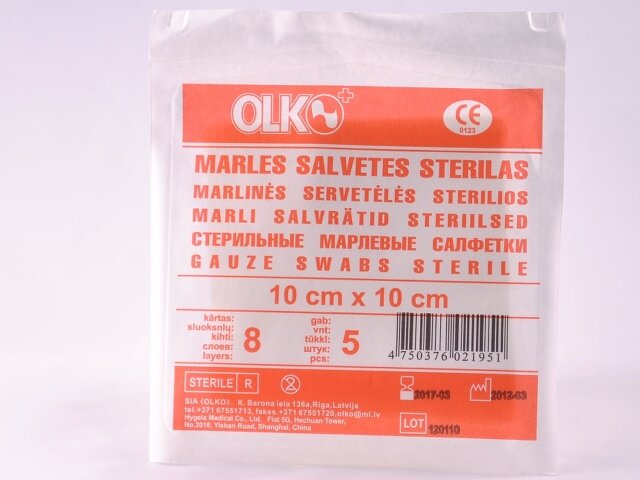 OLKO+
CE
0123
MARLES SALVETES STERILAS
MARLINĖS SERVETĖLĖS STERILIOS
MARLI SALVRÄTID STERIILSED
СТЕРИЛЬНЫЕ МАРЛЕВЫЕ САЛФЕТКИ
GAUZE SWABS STERILE
10 cm x 10 cm
kārtas:
sluoksnių:
kihti:
слоев:
layers:
8
gab:
vnt:
tükki:
штук:
pcs:
5
4 750376 021951
STERILE R
2
2017-03
2012-03
SIA (OLKO). K. Barona iela 136a,Riga,Latvija
tel.+371 67551713, fakss.+371 67551720,olko@ml.lv
Hygeia Medical Co., Ltd. Flat 5G, Hechuan Tower,
No.2016, Yishan Road, Shanghai, China
LOT 120110